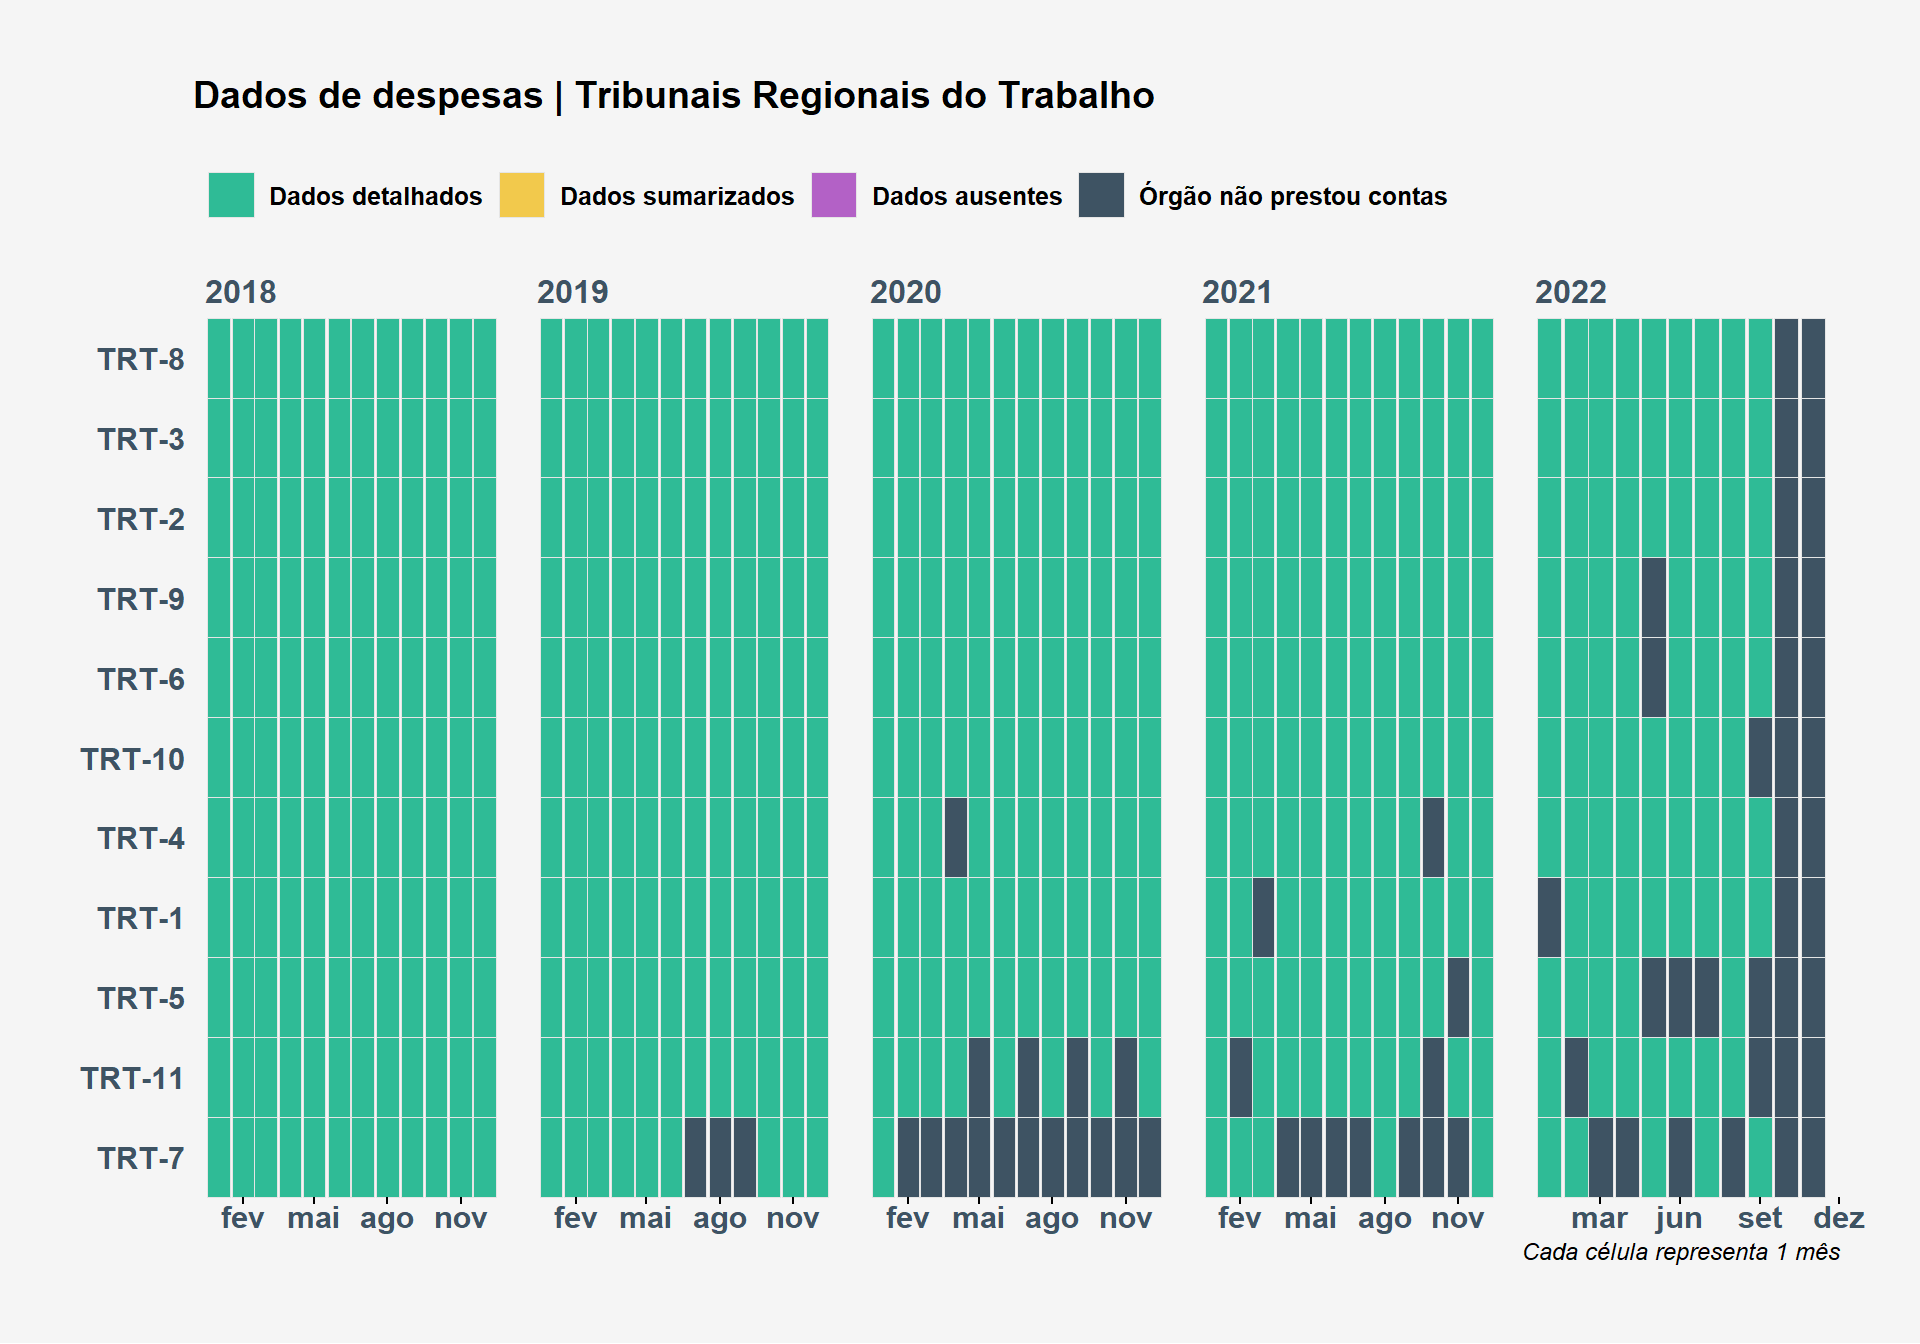 Dados de despesas | Tribunais Regionais do Trabalho
Dados detalhados Dados sumarizados Dados ausentes Órgão não prestou contas
2018 2019 2020 2021 2022
TRT-8
TRT-3
TRT-2
TRT-9
TRT-6
TRT-10
TRT-4
TRT-1
TRT-5
TRT-11
TRT-7
fev mai ago nov fev mai ago nov fev mai ago nov fev mai ago nov mar jun set dez
Cada célula representa 1 mês